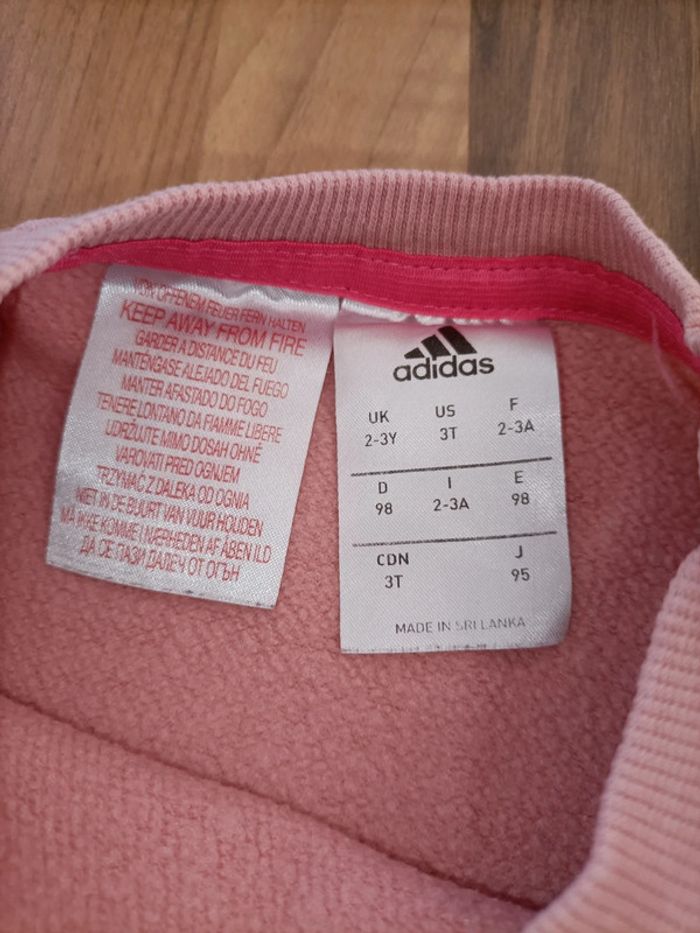 VON OFFENEM FEUER FERN HALTEN
KEEP AWAY FROM FIRE
GARDER A DISTANCE DU FEU
MANTÉNGASE ALEJADO DEL FUEGO
MANTER AFASTADO DO FOGO
TENERE LONTANO DA FIAMME LIBERE
UDRŽUJTE MIMO DOSAH OHNĚ
VAROVATI PRED OGNJEM
TRZYMAĆ Z DALEKA OD OGNIA
NIET IN DE BUURT VAN VUUR HOUDEN
MÅ IKKE KOMME I NÆRHEDEN AF ÅBEN ILD
ДА СЕ ПАЗИ ДАЛЕЧ ОТ ОГЪН
adidas
UK US F
2-3Y 3T 2-3A
D I E
98 2-3A 98
CDN J
3T 95
MADE IN SRI LANKA